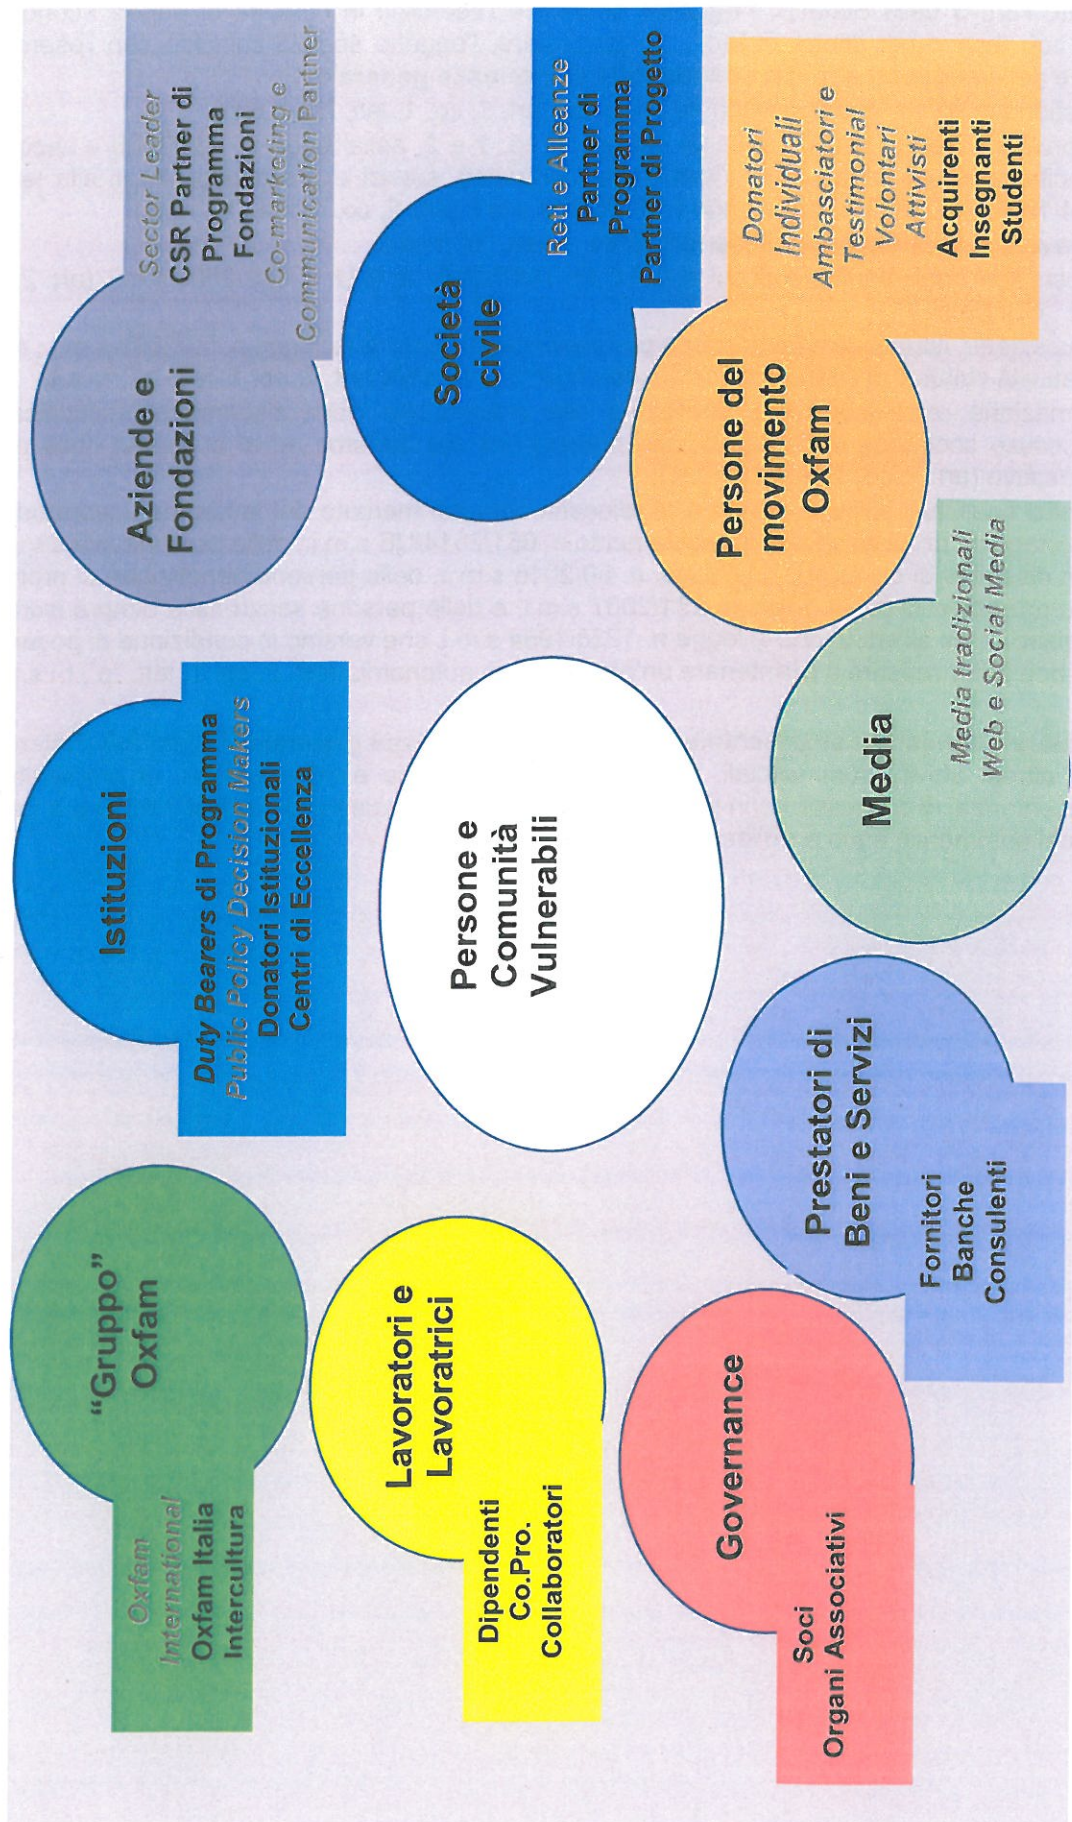 "Gruppo"
Oxfam
Oxfam
International
Oxfam Italia
Intercultura
Istituzioni
Duty Bearers di Programma
Public Policy Decision Makers
Donatori Istituzionali
Centri di Eccellenza
Aziende e
Fondazioni
Sector Leader
CSR Partner di
Programma
Fondazioni
Co-marketing e
Communication Partner
Lavoratori e
Lavoratrici
Dipendenti
Co.Pro.
Collaboratori
Persone e
Comunità
Vulnerabili
Società
civile
Reti e Alleanze
Partner di
Programma
Partner di Progetto
Governance
Soci
Organi Associativi
Prestatori di
Beni e Servizi
Fornitori
Banche
Consulenti
Media
Media tradizionali
Web e Social Media
Persone del
movimento
Oxfam
Donatori
Individuali
Ambasciatori e
Testimonial
Volontari
Attivisti
Acquirenti
Insegnanti
Studenti